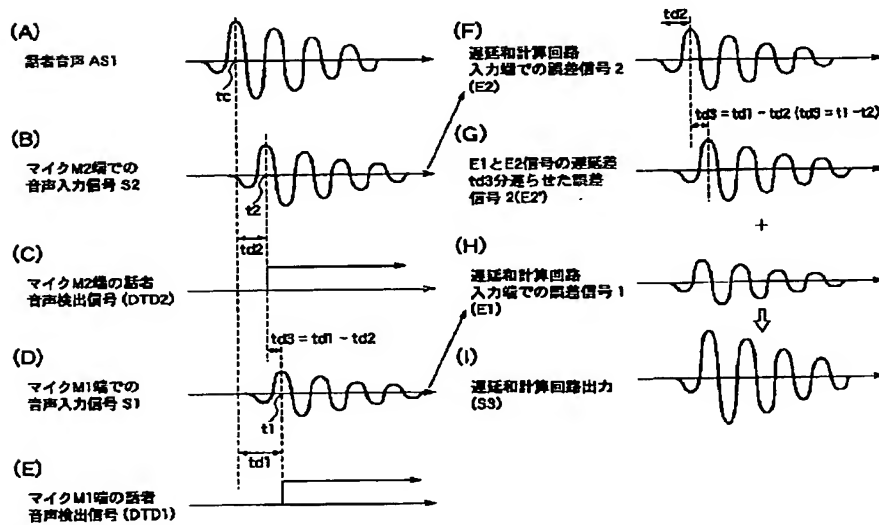 (A)
話者音声 AS1
tc
(B)
マイクM2端での
音声入力信号 S2
t2
td2
(C)
マイクM2端の話者
音声検出信号 (DTD2)
td3 = td1 - td2
(D)
マイクM1端での
音声入力信号 S1
t1
td1
(E)
マイクM1端の話者
音声検出信号 (DTD1)
(F)
遅延和計算回路
入力端での誤差信号 2
(E2)
td2
td3 = td1 - td2 (td3 = t1 - t2)
(G)
E1とE2信号の遅延差
td3分遅らせた誤差
信号 2(E2')
+
(H)
遅延和計算回路
入力端での誤差信号 1
(E1)
(I)
遅延和計算回路出力
(S3)